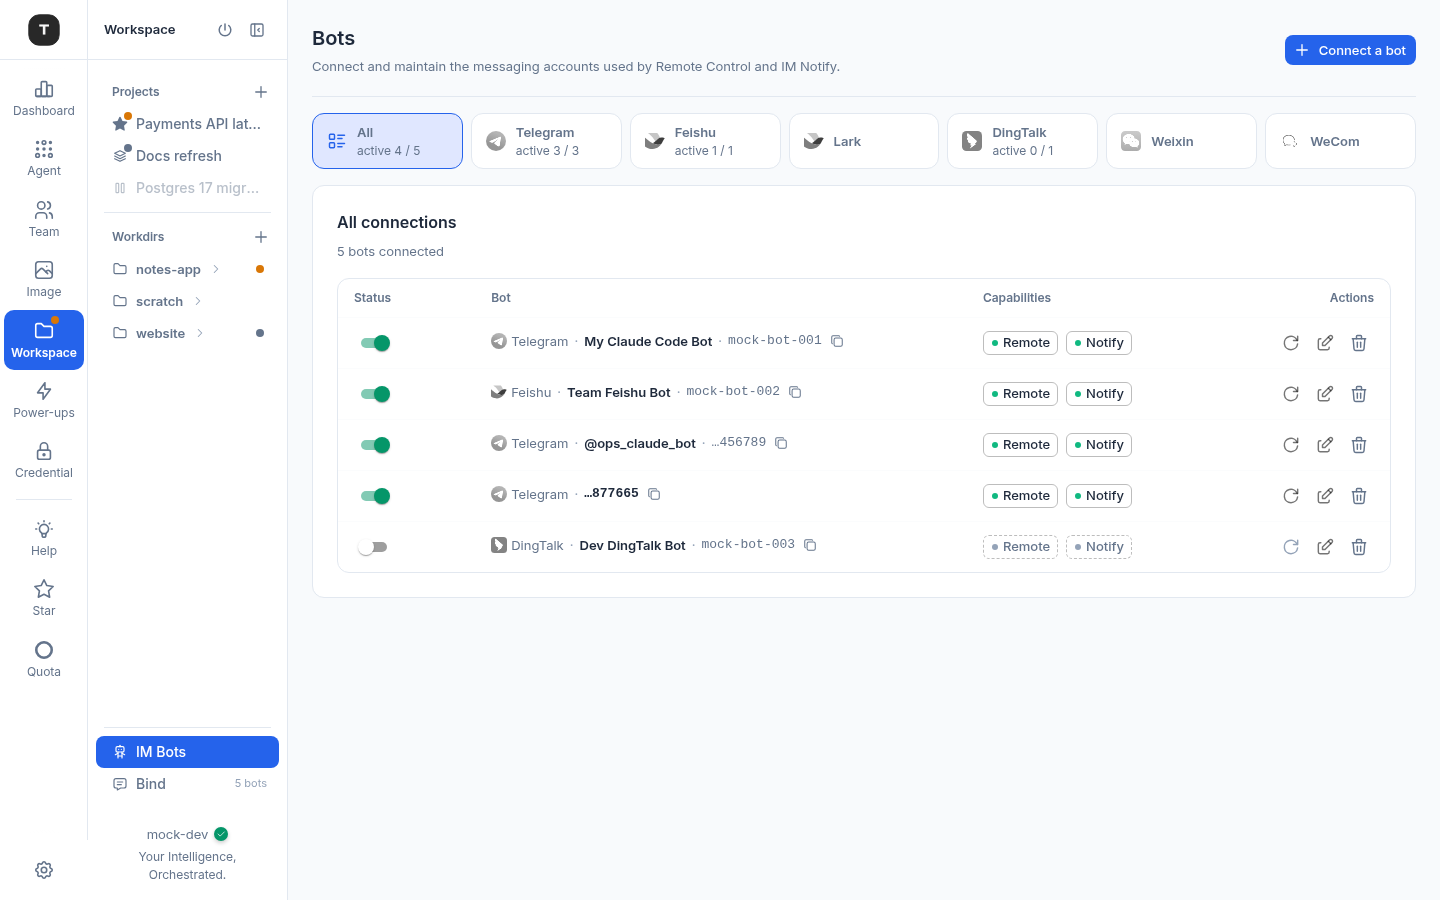 T
Workspace
Dashboard
Agent
Team
Image
Workspace
Power-ups
Credential
Help
Star
Quota
Projects
Payments API lat...
Docs refresh
Postgres 17 migr...
Workdirs
notes-app
scratch
website
IM Bots
Bind 5 bots
mock-dev
Your Intelligence,
Orchestrated.
Bots
Connect and maintain the messaging accounts used by Remote Control and IM Notify.
Connect a bot
All
active 4 / 5
Telegram
active 3 / 3
Feishu
active 1 / 1
Lark
DingTalk
active 0 / 1
Weixin
WeCom
All connections
5 bots connected
Status Bot Capabilities Actions
Telegram · My Claude Code Bot · mock-bot-001 Remote Notify
Feishu · Team Feishu Bot · mock-bot-002 Remote Notify
Telegram · @ops_claude_bot · …456789 Remote Notify
Telegram · …877665 Remote Notify
DingTalk · Dev DingTalk Bot · mock-bot-003 Remote Notify